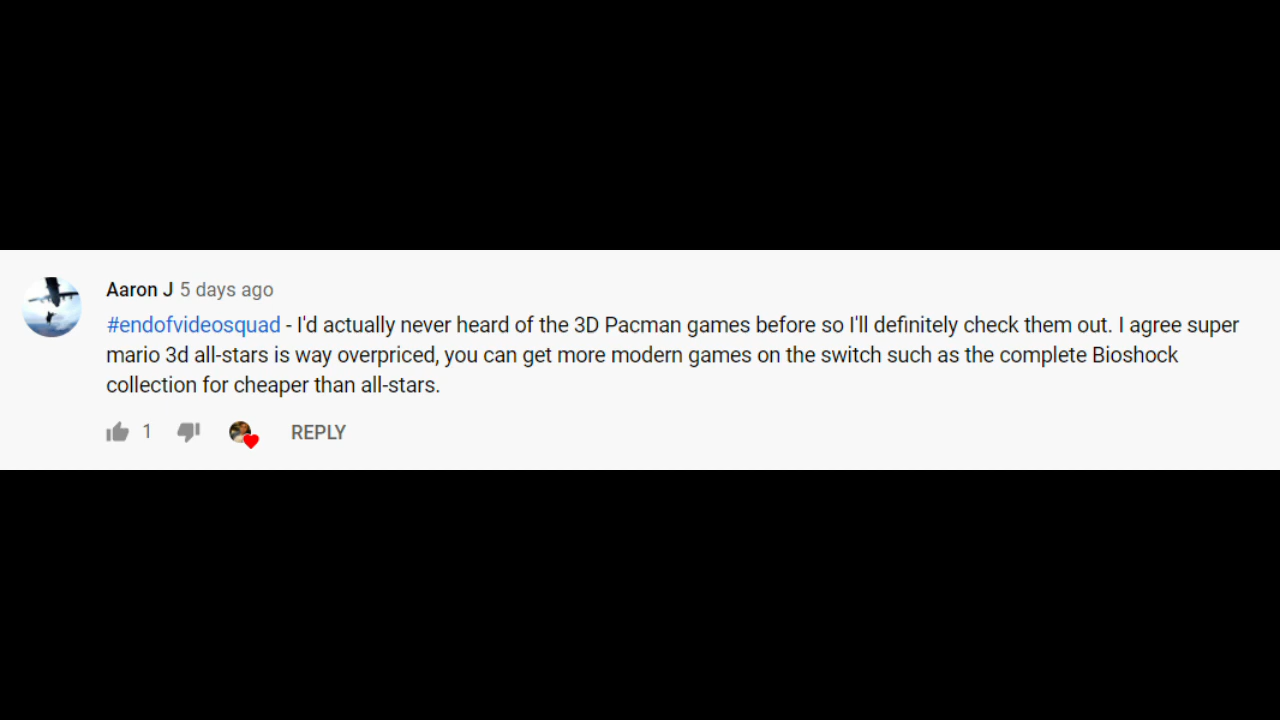 Aaron J 5 days ago
#endofvideosquad - I'd actually never heard of the 3D Pacman games before so I'll definitely check them out. I agree super
mario 3d all-stars is way overpriced, you can get more modern games on the switch such as the complete Bioshock
collection for cheaper than all-stars.
1 REPLY